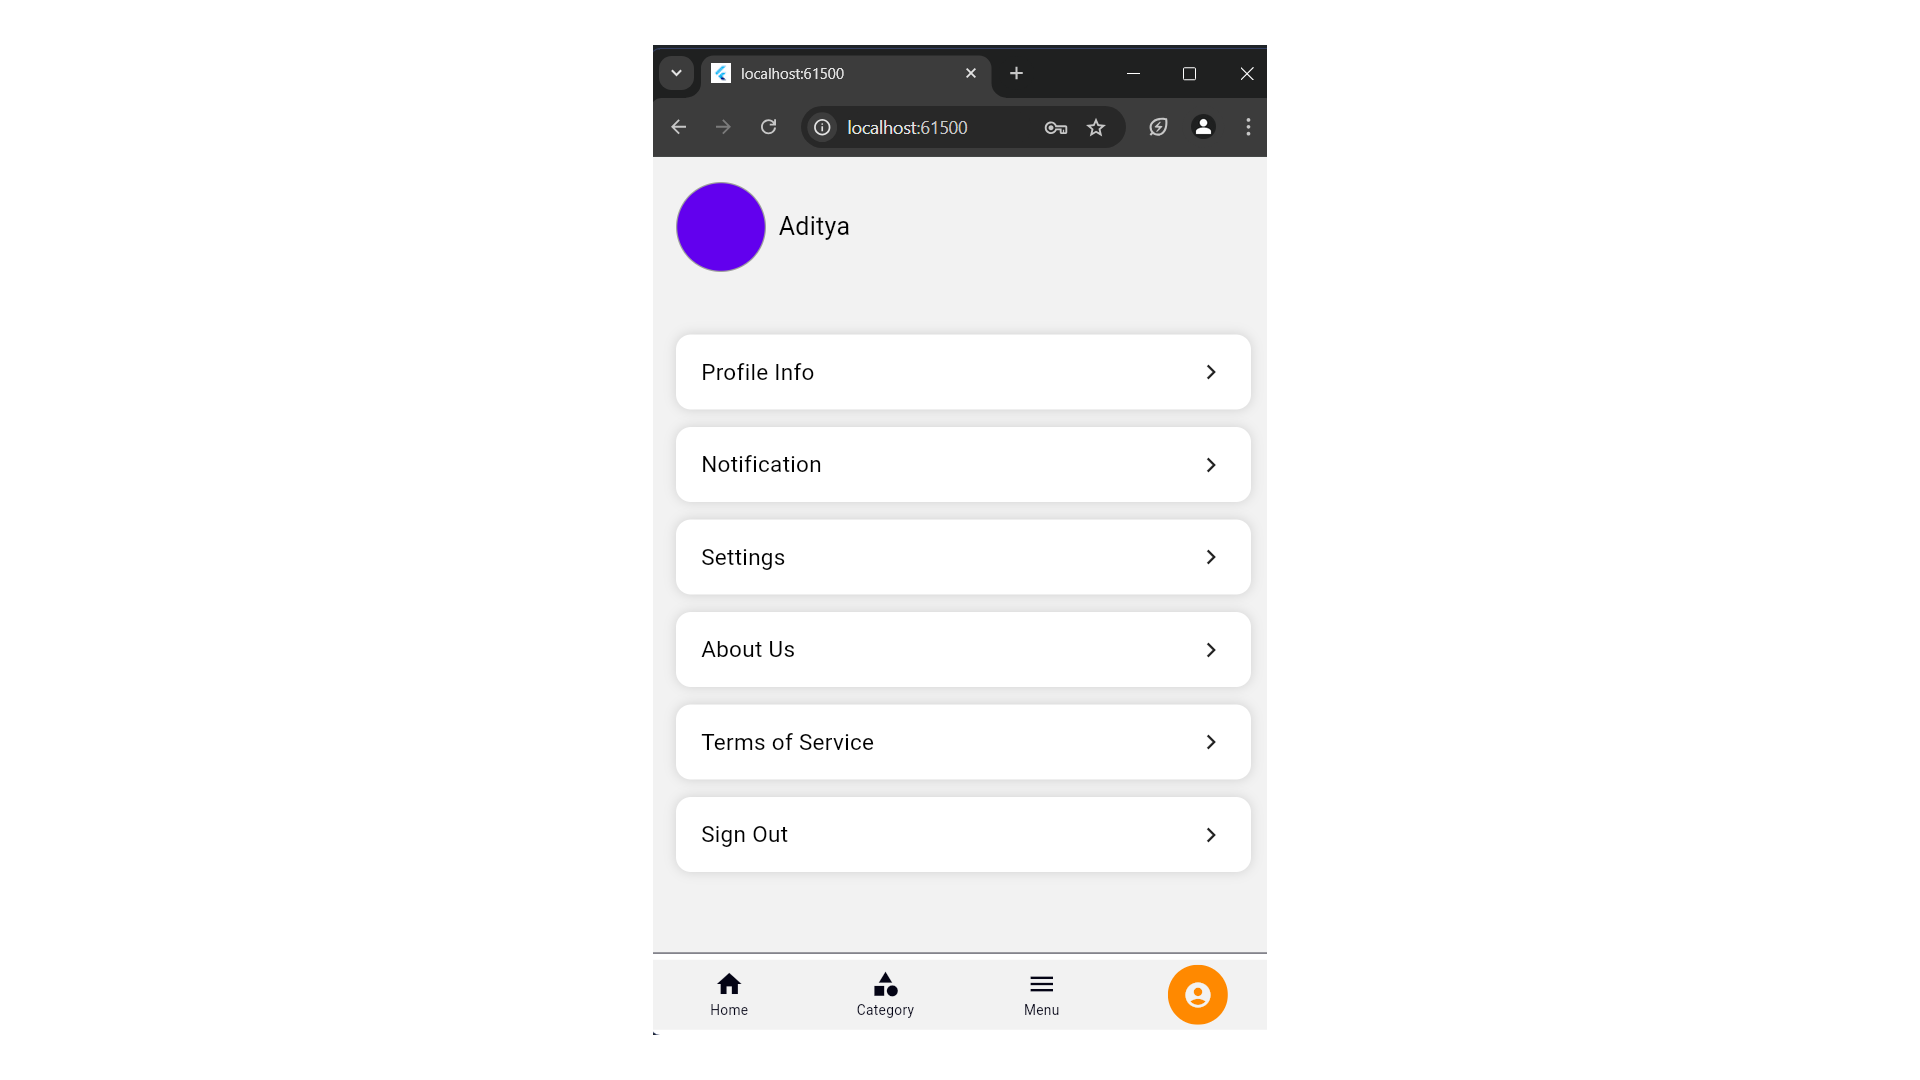 localhost:61500
localhost:61500
Aditya
Profile Info
Notification
Settings
About Us
Terms of Service
Sign Out
Home
Category
Menu